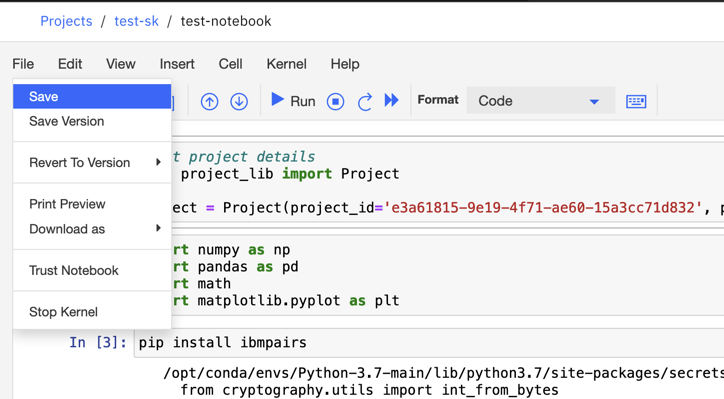 Projects / test-sk / test-notebook
File Edit View Insert Cell Kernel Help
Save
Save Version
Revert To Version
Print Preview
Download as
Trust Notebook
Stop Kernel
Run
Format Code
t project details
project_lib import Project
ect = Project(project_id='e3a61815-9e19-4f71-ae60-15a3cc71d832', p
rt numpy as np
rt pandas as pd
rt math
rt matplotlib.pyplot as plt
In [3]: pip install ibmpairs
/opt/conda/envs/Python-3.7-main/lib/python3.7/site-packages/secrets
from cryptography.utils import int_from_bytes